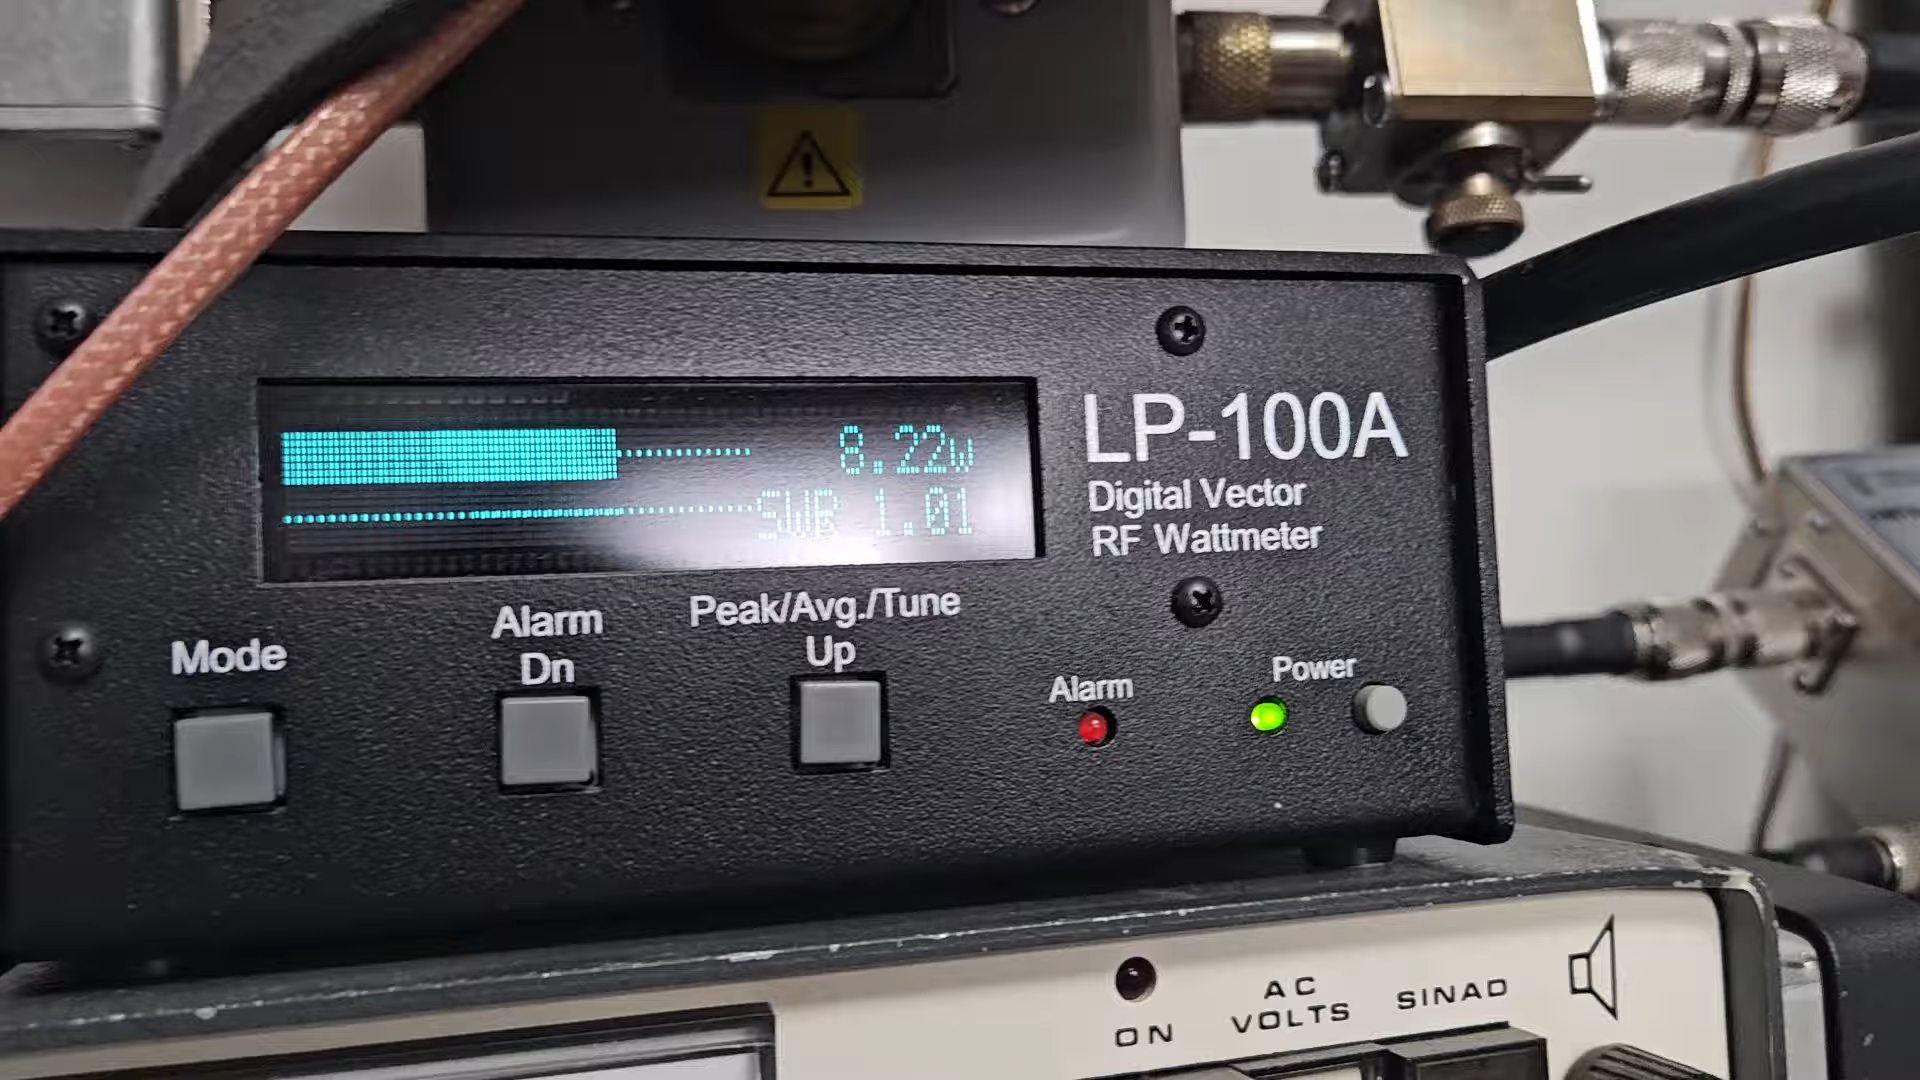 8.22w
SWR 1.01
LP-100A
Digital Vector
RF Wattmeter
Mode
Alarm
Dn
Peak/Avg./Tune
Up
Alarm
Power
ON
AC
VOLTS
SINAD